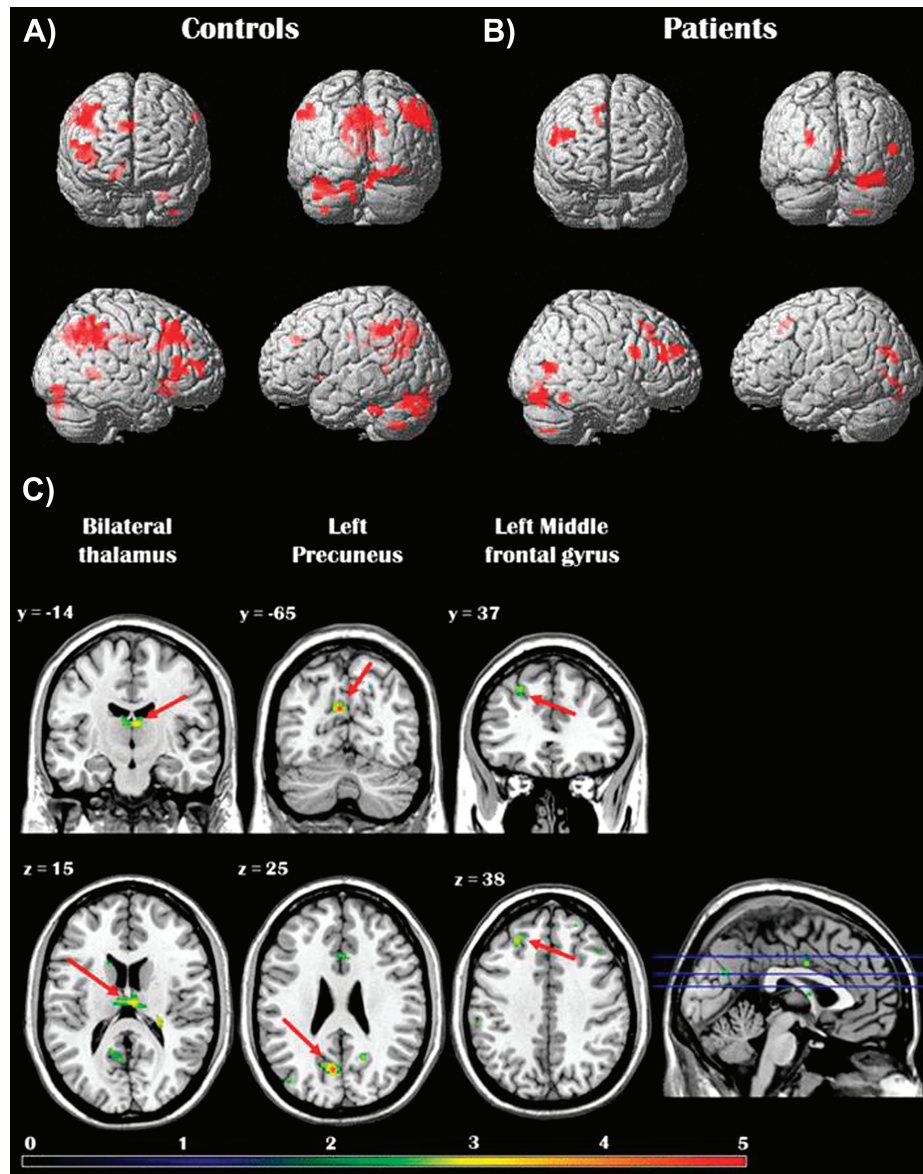 A) Controls B) Patients
C)
Bilateral thalamus
Left Precuneus
Left Middle frontal gyrus
y = -14 y = -65 y = 37
z = 15 z = 25 z = 38
0 1 2 3 4 5